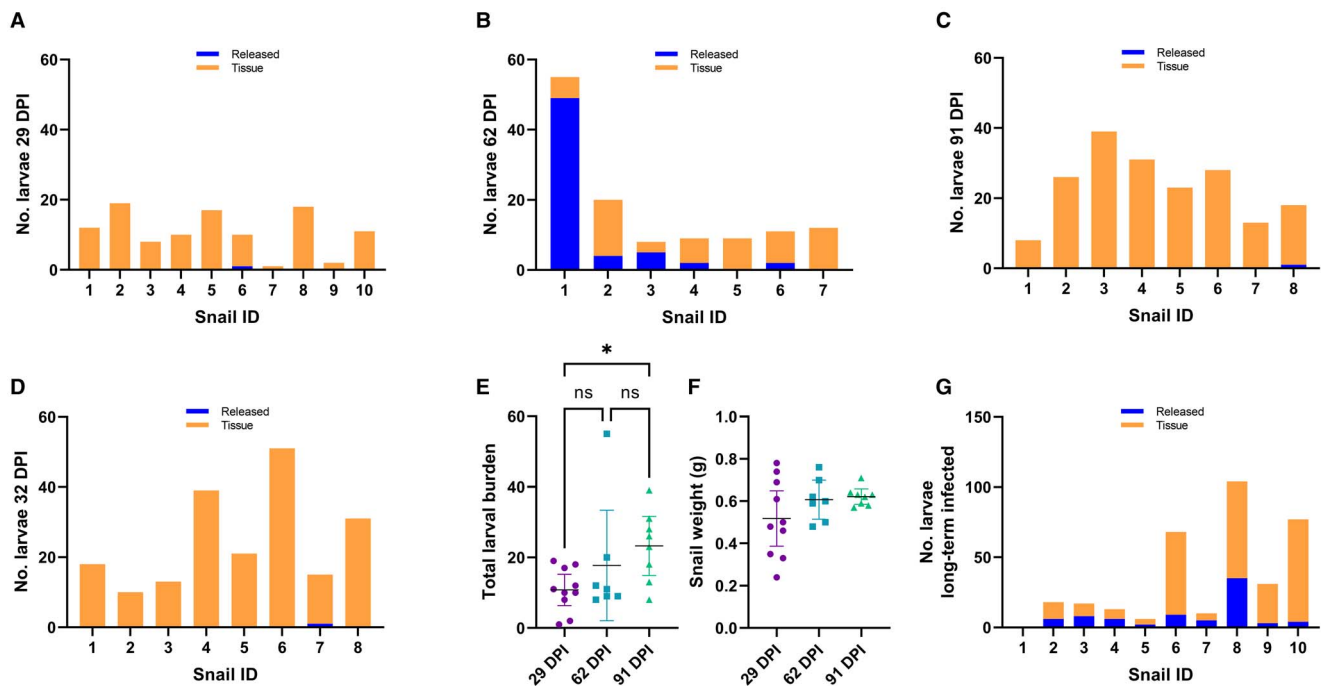 A
Released
Tissue
60
40
20
0
No. larvae 29 DPI
1 2 3 4 5 6 7 8 9 10
Snail ID
B
Released
Tissue
60
40
20
0
No. larvae 62 DPI
1 2 3 4 5 6 7
Snail ID
C
Released
Tissue
60
40
20
0
No. larvae 91 DPI
1 2 3 4 5 6 7 8
Snail ID
D
Released
Tissue
60
40
20
0
No. larvae 32 DPI
1 2 3 4 5 6 7 8
Snail ID
E
*
ns ns
60
40
20
0
Total larval burden
29 DPI 62 DPI 91 DPI
F
1.0
0.8
0.6
0.4
0.2
0.0
Snail weight (g)
29 DPI 62 DPI 91 DPI
G
Released
Tissue
150
100
50
0
No. larvae
long-term infected
1 2 3 4 5 6 7 8 9 10
Snail ID